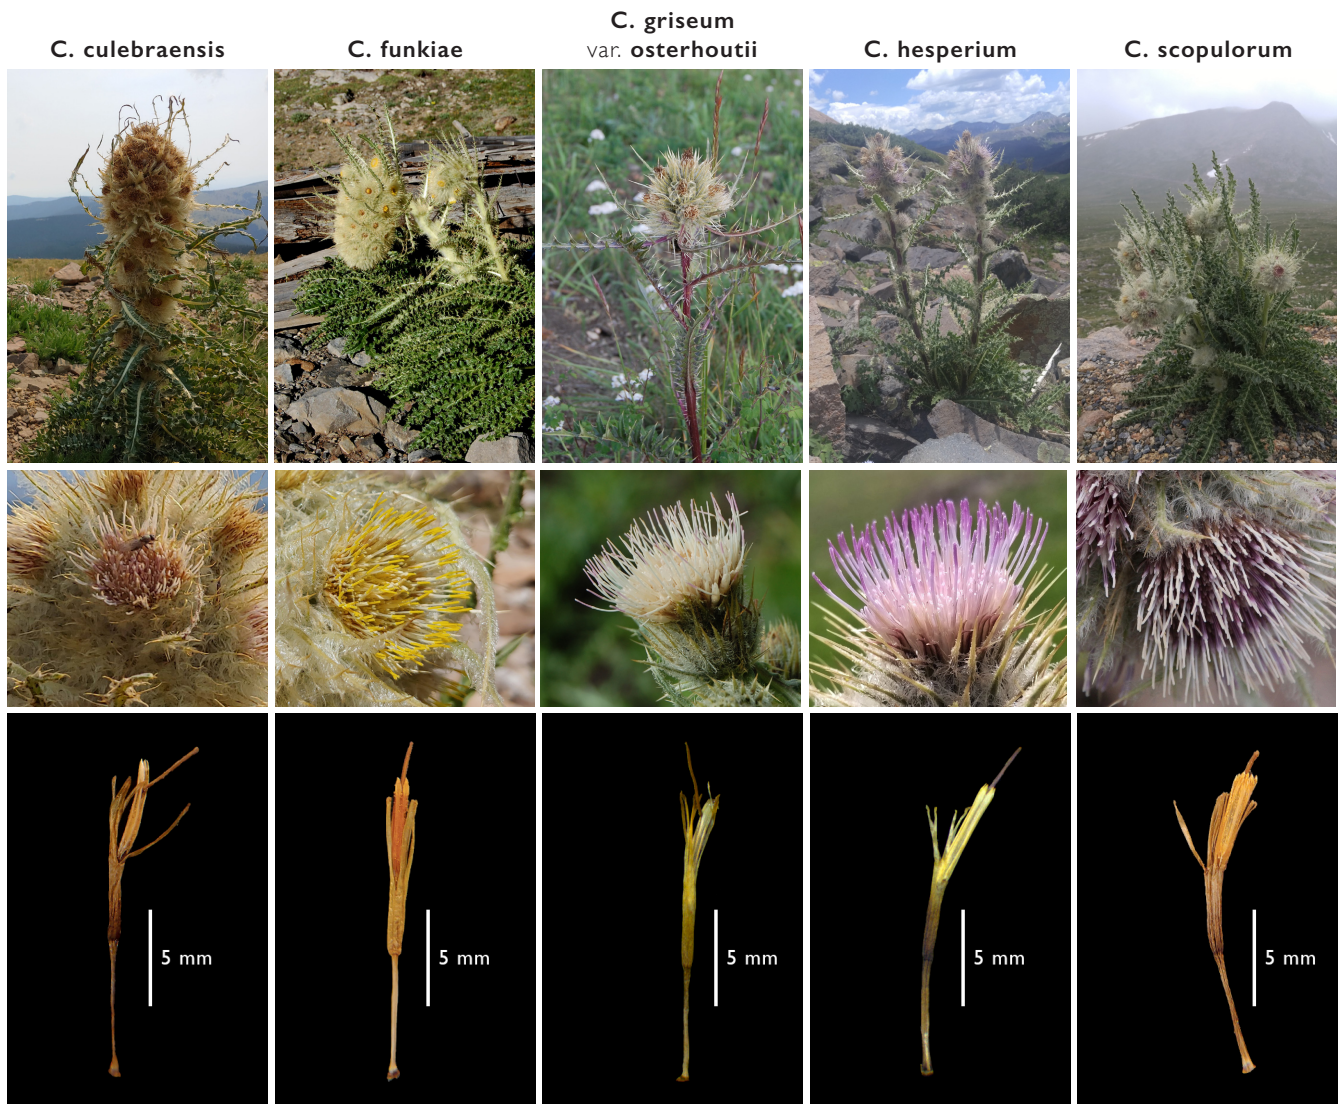 C. culebraensis
C. funkiae
C. griseum
var. osterhoutii
C. hesperium
C. scopulorum
5 mm
5 mm
5 mm
5 mm
5 mm